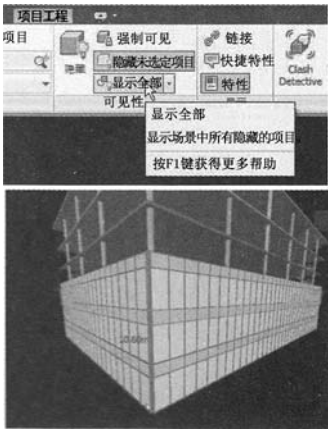 项目工程
项目
强制可见
链接
隐藏
隐藏未选定项目
快捷特性
显示全部
特性
Clash
Detective
可见性
显示全部
显示场景中所有隐藏的项目。
按F1键获得更多帮助